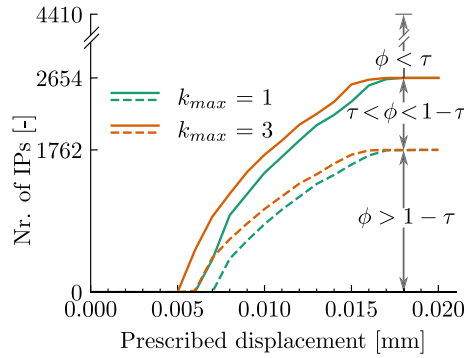 4410
2654
1762
0
Nr. of IPs [-]
k_max = 1
k_max = 3
ϕ < τ
τ < ϕ < 1 − τ
ϕ > 1 − τ
0.000 0.005 0.010 0.015 0.020
Prescribed displacement [mm]